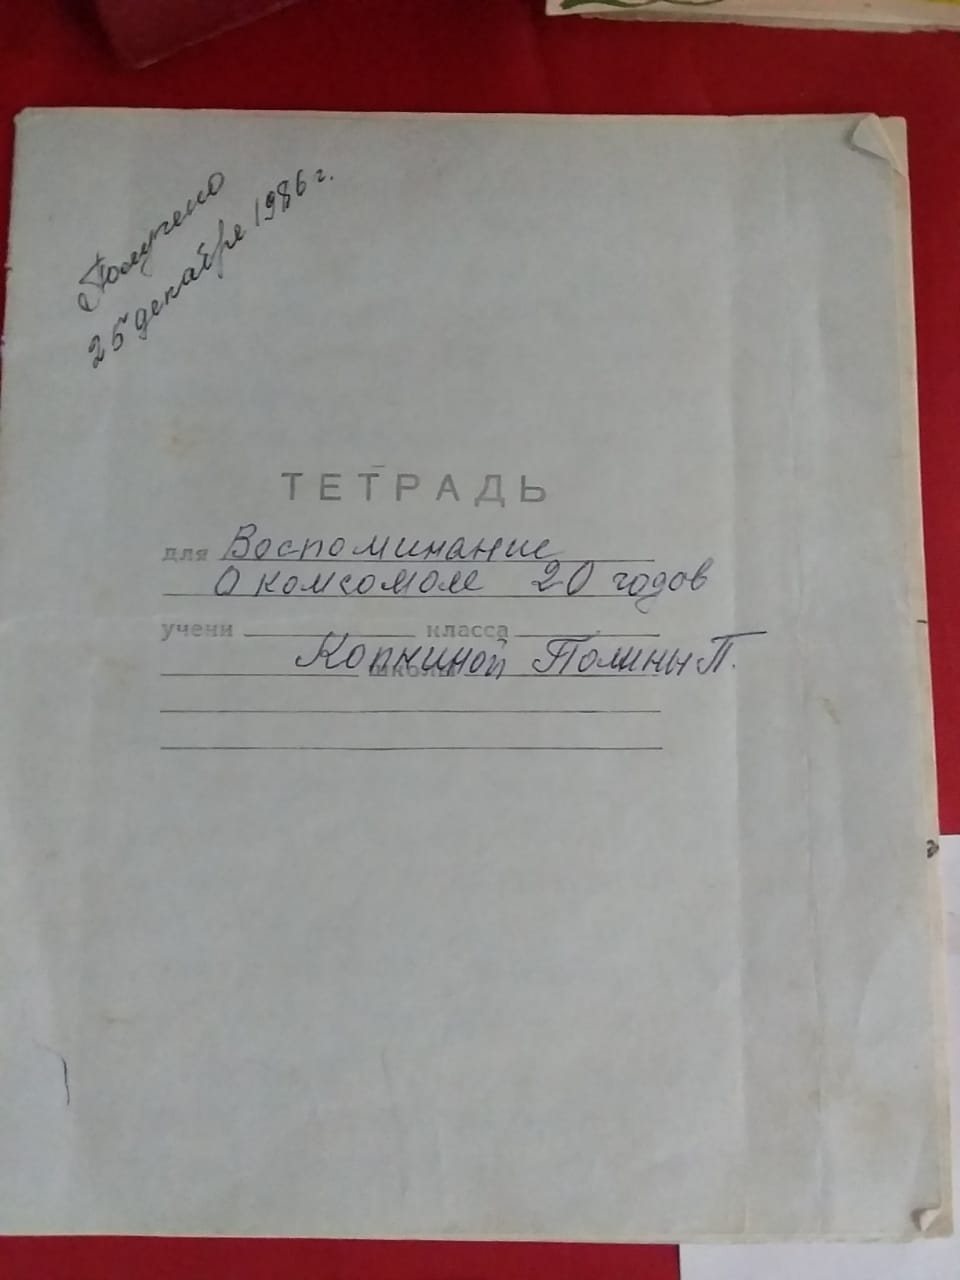 Получено
25 декабре 1986 г.
ТЕТРАДЬ
для Воспоминание
О комсомоле 20 годов
учени класса
Копкиной Полины П.
школы